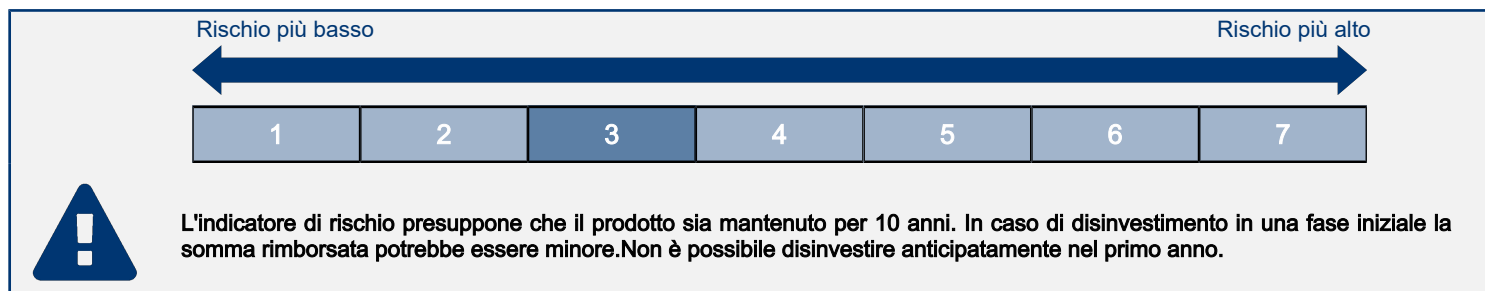 Rischio più basso Rischio più alto
1 2 3 4 5 6 7
L'indicatore di rischio presuppone che il prodotto sia mantenuto per 10 anni. In caso di disinvestimento in una fase iniziale la
somma rimborsata potrebbe essere minore.Non è possibile disinvestire anticipatamente nel primo anno.